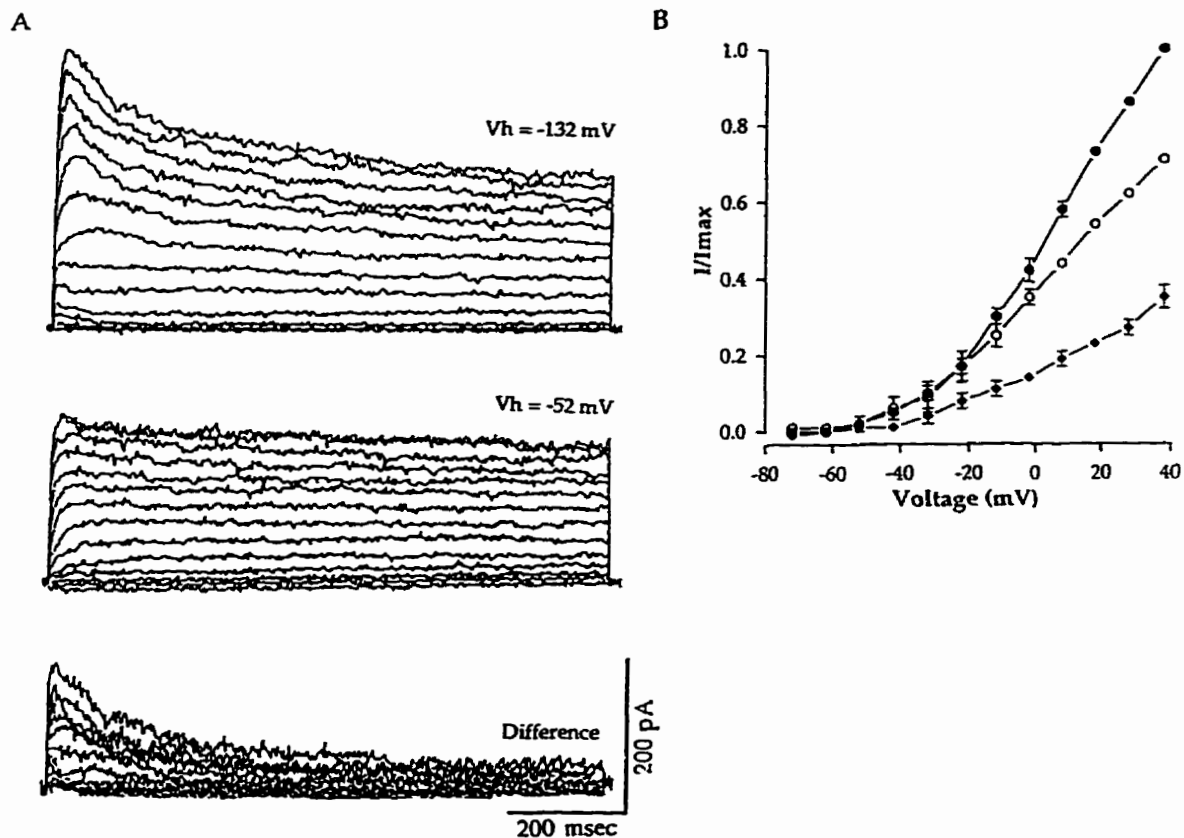 A
Vh = -132 mV
Vh = -52 mV
Difference
200 pA
200 msec
B
1.0
0.8
0.6
0.4
0.2
0.0
I/Imax
-80
-60
-40
-20
0
20
40
Voltage (mV)